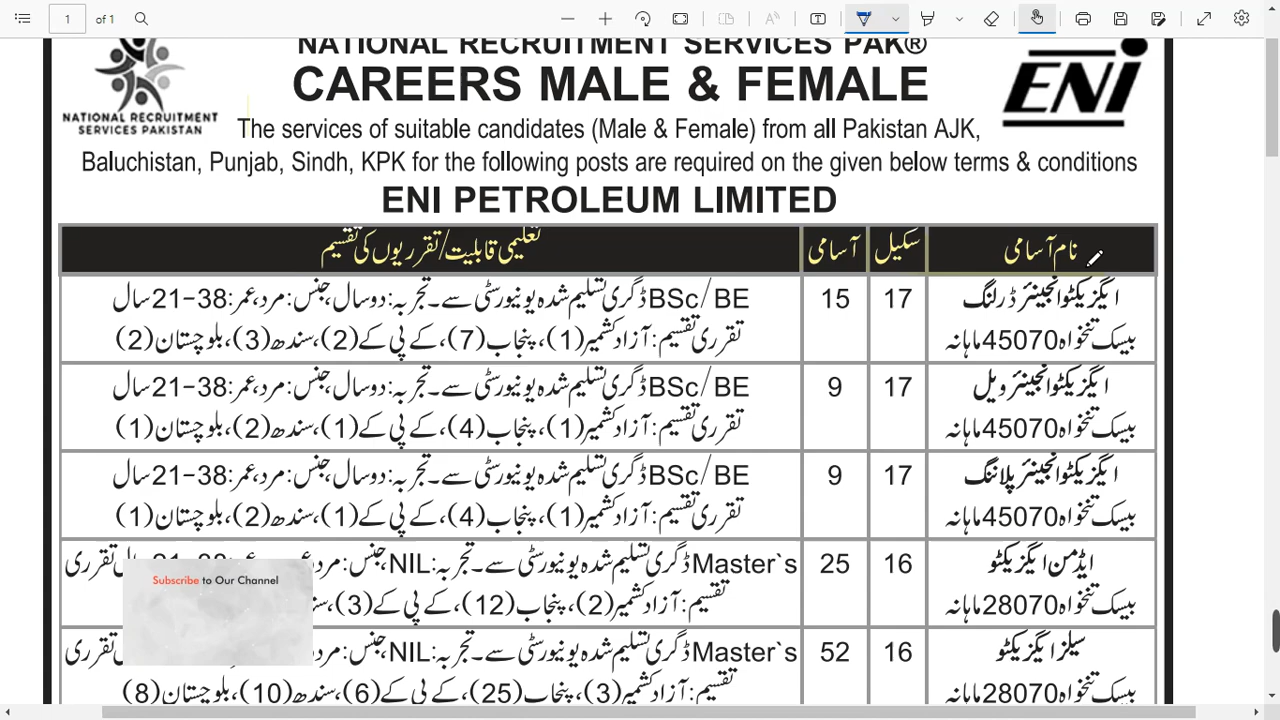 1 of 1
NATIONAL RECRUITMENT SERVICES PAK®
CAREERS MALE & FEMALE
NATIONAL RECRUITMENT
SERVICES PAKISTAN
ENI
The services of suitable candidates (Male & Female) from all Pakistan AJK,
Baluchistan, Punjab, Sindh, KPK for the following posts are required on the given below terms & conditions
ENI PETROLEUM LIMITED
نام آسامی سکیل آسامی تعلیمی قابلیت/تقرریوں کی تقسیم
ایگزیکٹو انجینئر ڈرلنگ 17 15 BSc/BE ڈگری تسلیم شدہ یونیورسٹی سے۔ تجربہ: دو سال، جنس: مرد، عمر: 38-21 سال
بیسک تنخواہ 45070 ماہانہ تقرری تقسیم: آزاد کشمیر (1)، پنجاب (7)، کے پی کے (2)، سندھ (3)، بلوچستان (2)
ایگزیکٹو انجینئر ویل 17 9 BSc/BE ڈگری تسلیم شدہ یونیورسٹی سے۔ تجربہ: دو سال، جنس: مرد، عمر: 38-21 سال
بیسک تنخواہ 45070 ماہانہ تقرری تقسیم: آزاد کشمیر (1)، پنجاب (4)، کے پی کے (1)، سندھ (2)، بلوچستان (1)
ایگزیکٹو انجینئر پلاننگ 17 9 BSc/BE ڈگری تسلیم شدہ یونیورسٹی سے۔ تجربہ: دو سال، جنس: مرد، عمر: 38-21 سال
بیسک تنخواہ 45070 ماہانہ تقرری تقسیم: آزاد کشمیر (1)، پنجاب (4)، کے پی کے (1)، سندھ (2)، بلوچستان (1)
ایڈمن ایگزیکٹو 16 25 Master`s ڈگری تسلیم شدہ یونیورسٹی سے۔ تجربہ: NIL جنس: مرد تقرری
بیسک تنخواہ 28070 ماہانہ تقسیم: آزاد کشمیر (2)، پنجاب (12)، کے پی کے (3)،
Subscribe to Our Channel
سیلز ایگزیکٹو 16 52 Master`s ڈگری تسلیم شدہ یونیورسٹی سے۔ تجربہ: NIL جنس: مرد تقرری
بیسک تنخواہ 28070 ماہانہ تقسیم: آزاد کشمیر (3)، پنجاب (25)، کے پی کے (6)، سندھ (10)، بلوچستان (8)